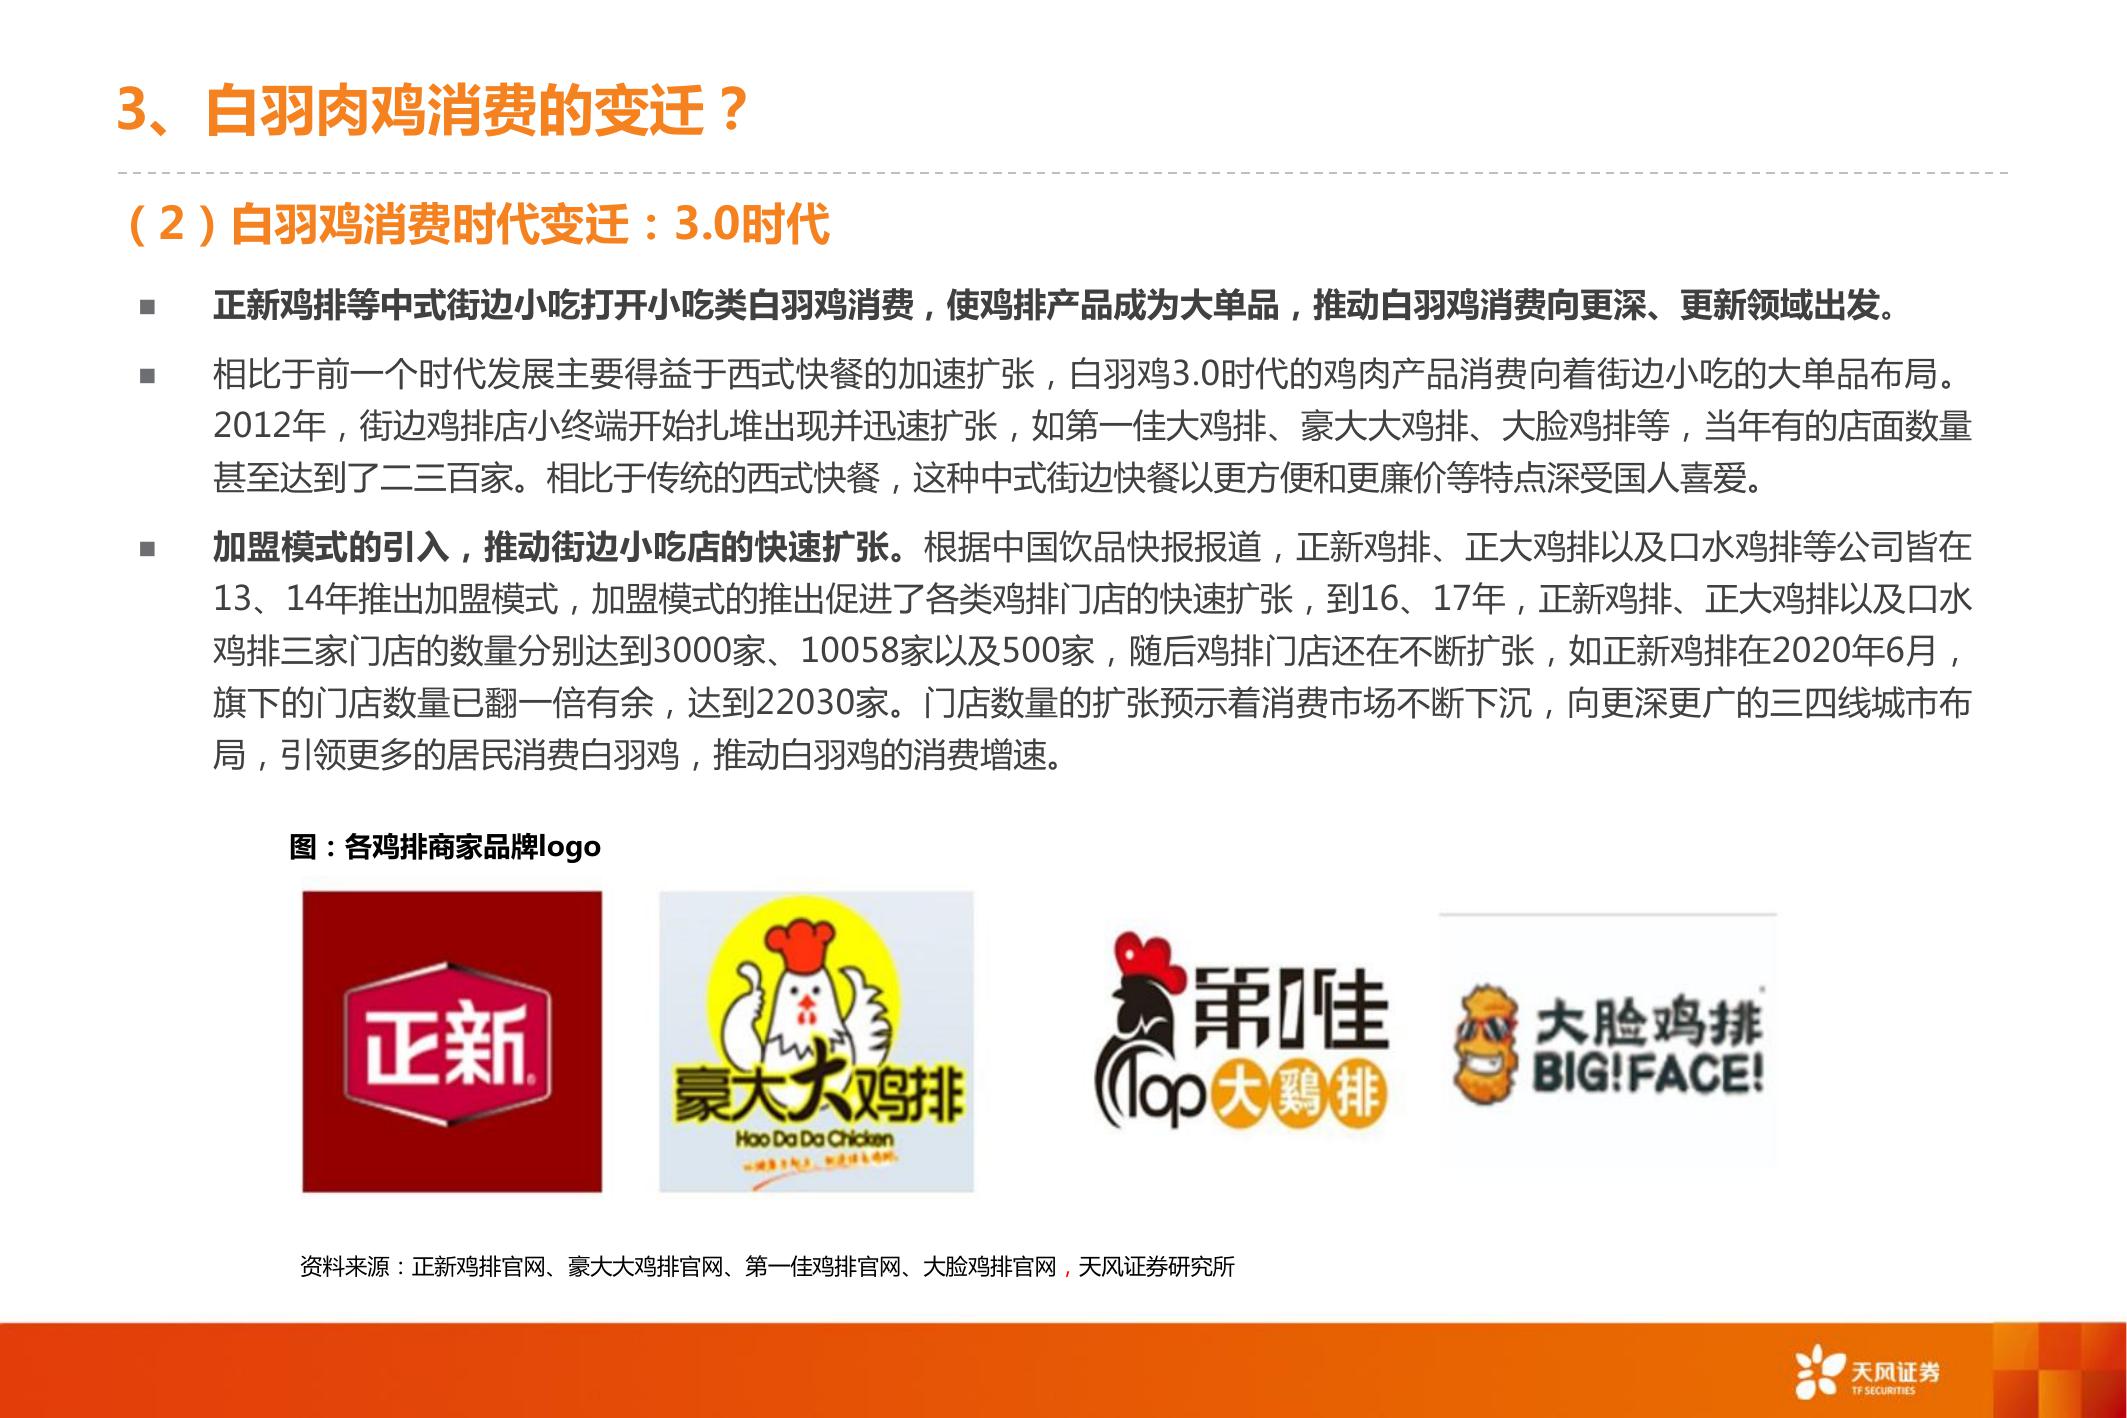 3、白羽肉鸡消费的变迁？
（2）白羽鸡消费时代变迁：3.0时代
■ 正新鸡排等中式街边小吃打开小吃类白羽鸡消费，使鸡排产品成为大单品，推动白羽鸡消费向更深、更新领域出发。
■ 相比于前一个时代发展主要得益于西式快餐的加速扩张，白羽鸡3.0时代的鸡肉产品消费向着街边小吃的大单品布局。
2012年，街边鸡排店小终端开始扎堆出现并迅速扩张，如第一佳大鸡排、豪大大鸡排、大脸鸡排等，当年有的店面数量
甚至达到了二三百家。相比于传统的西式快餐，这种中式街边快餐以更方便和更廉价等特点深受国人喜爱。
■ 加盟模式的引入，推动街边小吃店的快速扩张。根据中国饮品快报报道，正新鸡排、正大鸡排以及口水鸡排等公司皆在
13、14年推出加盟模式，加盟模式的推出促进了各类鸡排门店的快速扩张，到16、17年，正新鸡排、正大鸡排以及口水
鸡排三家门店的数量分别达到3000家、10058家以及500家，随后鸡排门店还在不断扩张，如正新鸡排在2020年6月，
旗下的门店数量已翻一倍有余，达到22030家。门店数量的扩张预示着消费市场不断下沉，向更深更广的三四线城市布
局，引领更多的居民消费白羽鸡，推动白羽鸡的消费增速。
图：各鸡排商家品牌logo
正新®
豪大大鸡排
Hao Da Da Chicken
第1佳
Top大鷄排
大脸鸡排
BIG!FACE!
资料来源：正新鸡排官网、豪大大鸡排官网、第一佳鸡排官网、大脸鸡排官网，天风证券研究所
天风证券
TF SECURITIES